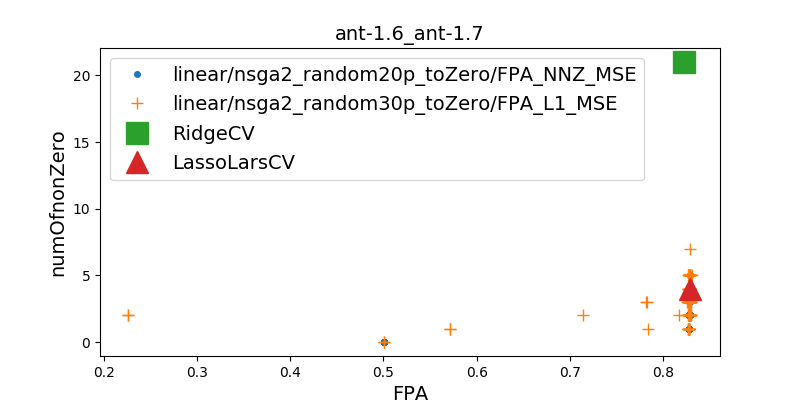 ant-1.6_ant-1.7
linear/nsga2_random20p_toZero/FPA_NNZ_MSE
linear/nsga2_random30p_toZero/FPA_L1_MSE
RidgeCV
LassoLarsCV
numOfnonZero
20
15
10
5
0
0.2 0.3 0.4 0.5 0.6 0.7 0.8
FPA